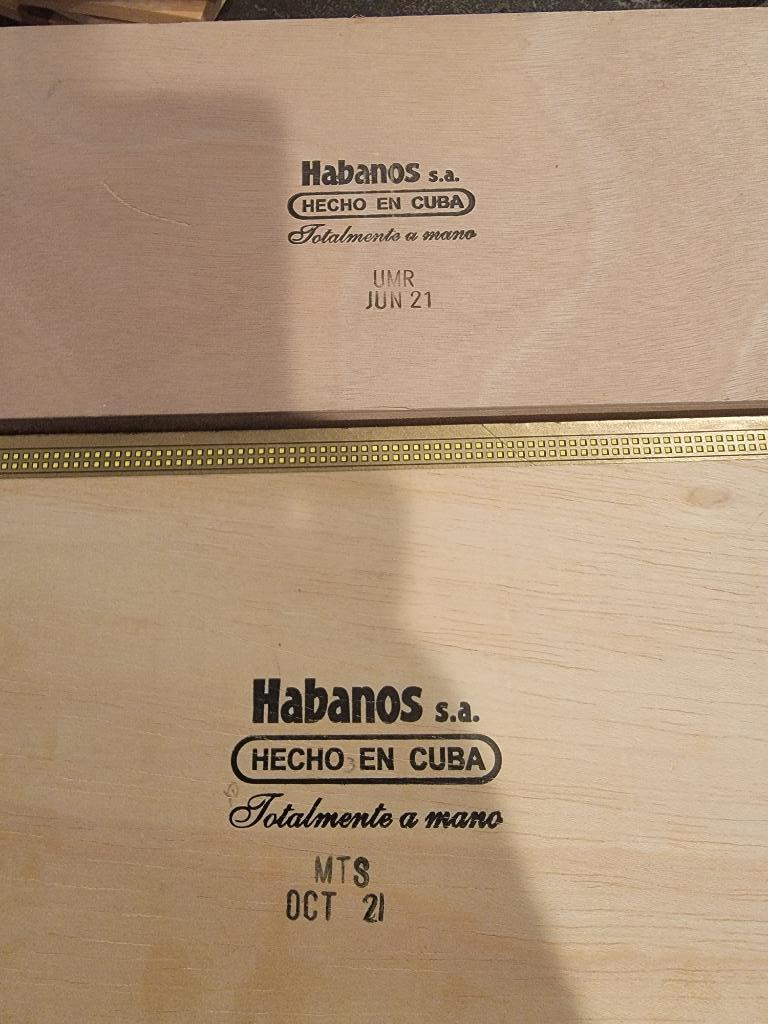 Habanos s.a.
HECHO EN CUBA
Totalmente a mano
UMR
JUN 21
Habanos s.a.
HECHO EN CUBA
Totalmente a mano
MTS
OCT 21